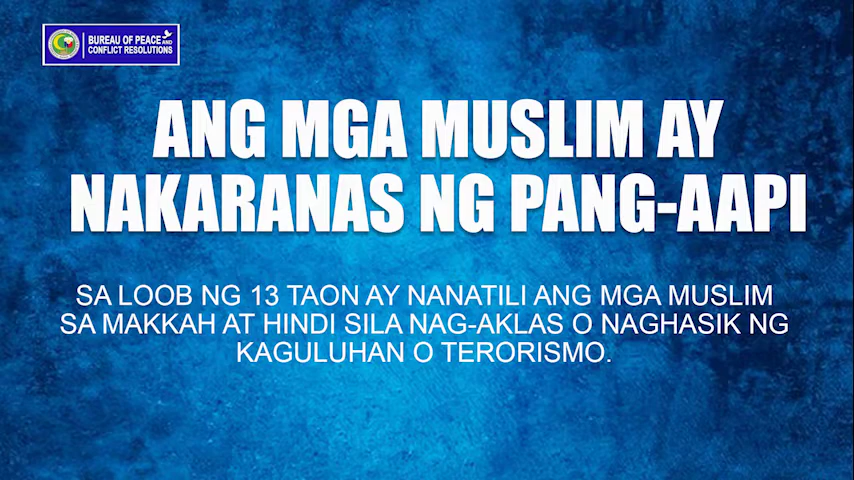 BUREAU OF PEACE AND
CONFLICT RESOLUTIONS
ANG MGA MUSLIM AY
NAKARANAS NG PANG-AAPI
SA LOOB NG 13 TAON AY NANATILI ANG MGA MUSLIM
SA MAKKAH AT HINDI SILA NAG-AKLAS O NAGHASIK NG
KAGULUHAN O TERORISMO.